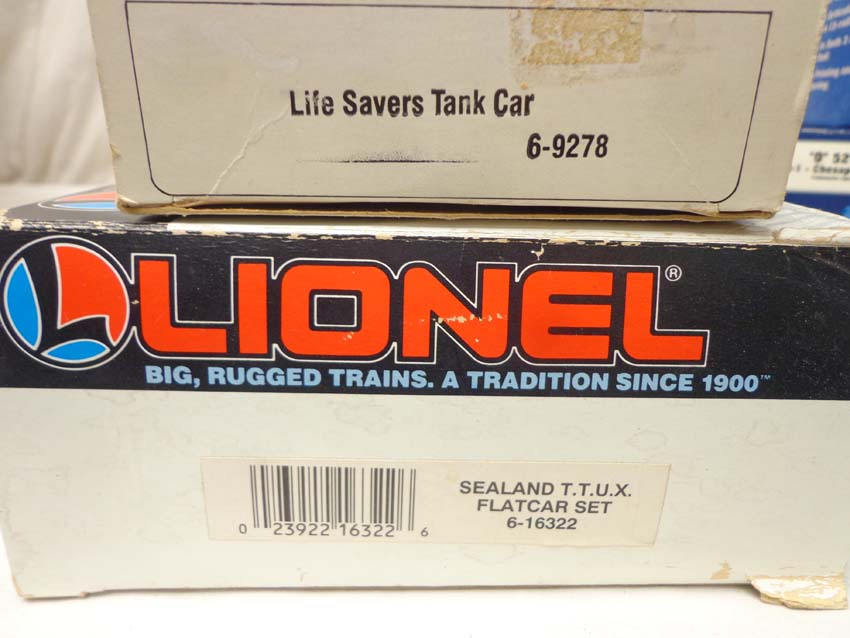 Life Savers Tank Car
6-9278
"O" 52
LIONEL®
BIG, RUGGED TRAINS. A TRADITION SINCE 1900™
SEALAND T.T.U.X.
FLATCAR SET
6-16322
0 23922 16322 6